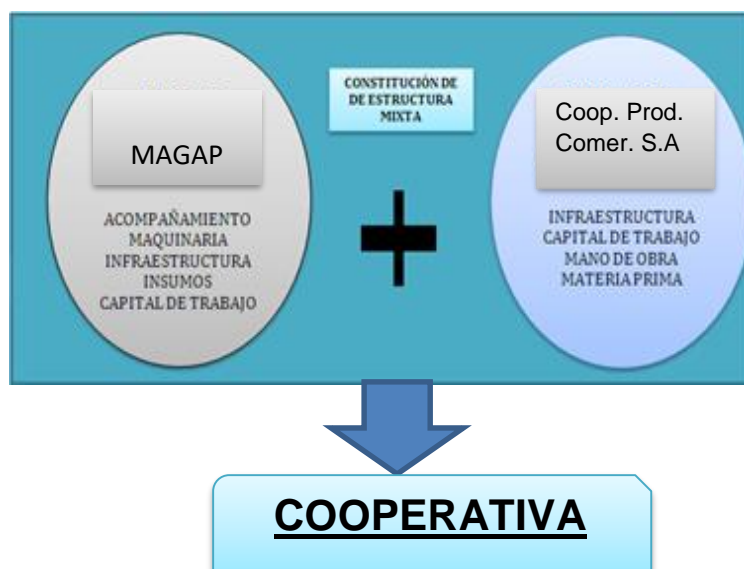 CONSTITUCIÓN DE
DE ESTRUCTURA
MIXTA
MAGAP
ACOMPAÑAMIENTO
MAQUINARIA
INFRAESTRUCTURA
INSUMOS
CAPITAL DE TRABAJO
Coop. Prod.
Comer. S.A
INFRAESTRUCTURA
CAPITAL DE TRABAJO
MANO DE OBRA
MATERIA PRIMA
COOPERATIVA